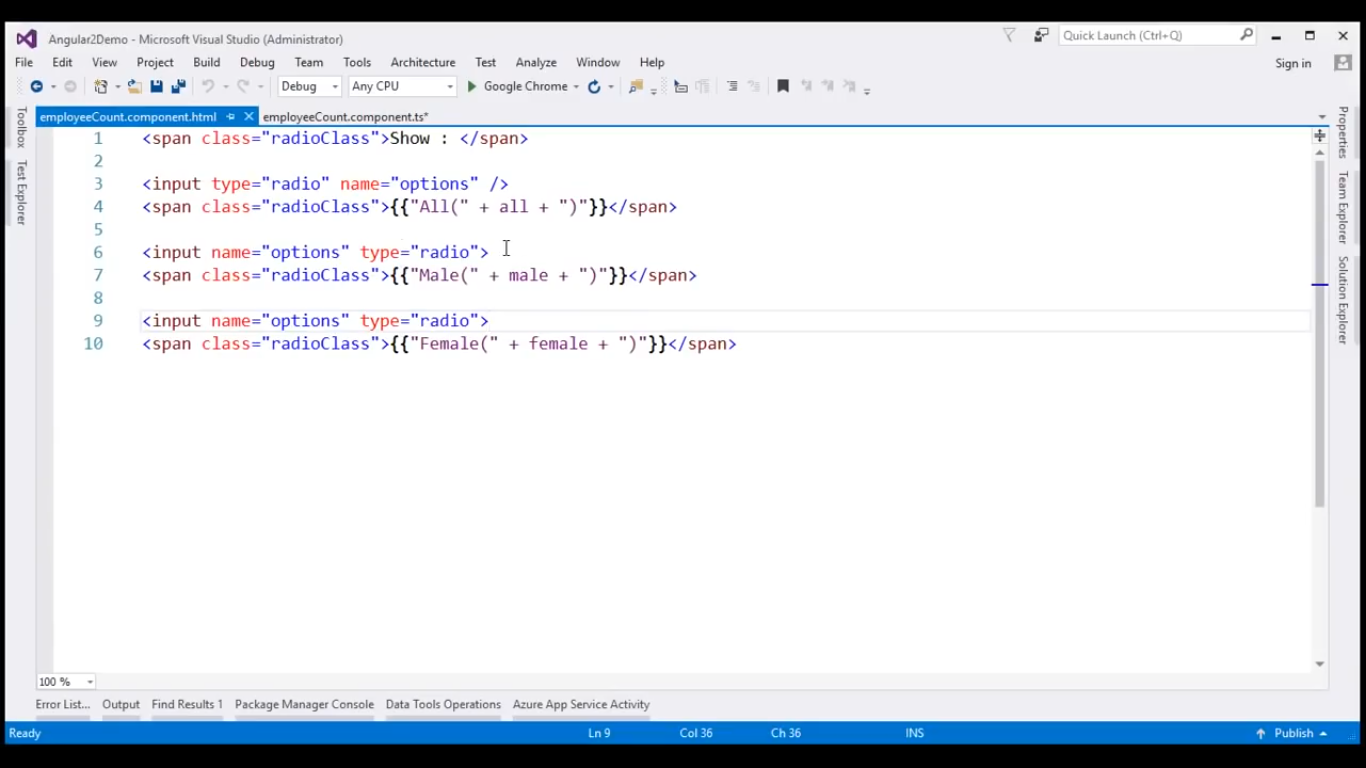 Angular2Demo - Microsoft Visual Studio (Administrator)
Quick Launch (Ctrl+Q)
File Edit View Project Build Debug Team Tools Architecture Test Analyze Window Help
Sign in
Debug Any CPU Google Chrome
employeeCount.component.html employeeCount.component.ts*
Toolbox
Test Explorer
1 <span class="radioClass">Show : </span>
2
3 <input type="radio" name="options" />
4 <span class="radioClass">{{"All(" + all + ")"}}</span>
5
6 <input name="options" type="radio">
7 <span class="radioClass">{{"Male(" + male + ")"}}</span>
8
9 <input name="options" type="radio">
10 <span class="radioClass">{{"Female(" + female + ")"}}</span>
Properties
Team Explorer
Solution Explorer
100 %
Error List... Output Find Results 1 Package Manager Console Data Tools Operations Azure App Service Activity
Ready Ln 9 Col 36 Ch 36 INS Publish